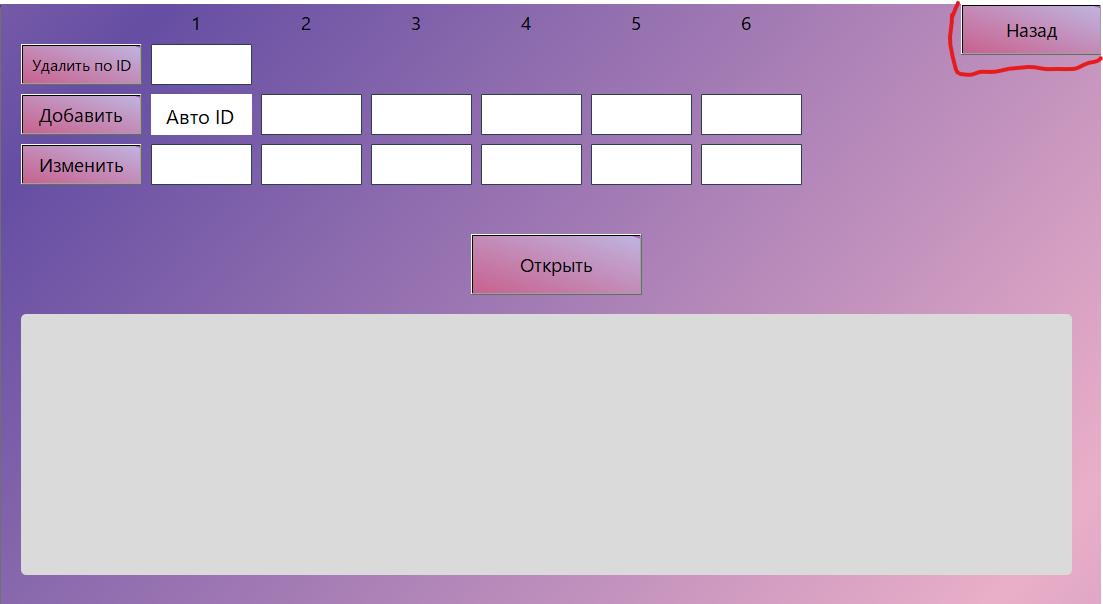 1 2 3 4 5 6
Назад
Удалить по ID
Добавить Авто ID
Изменить
Открыть